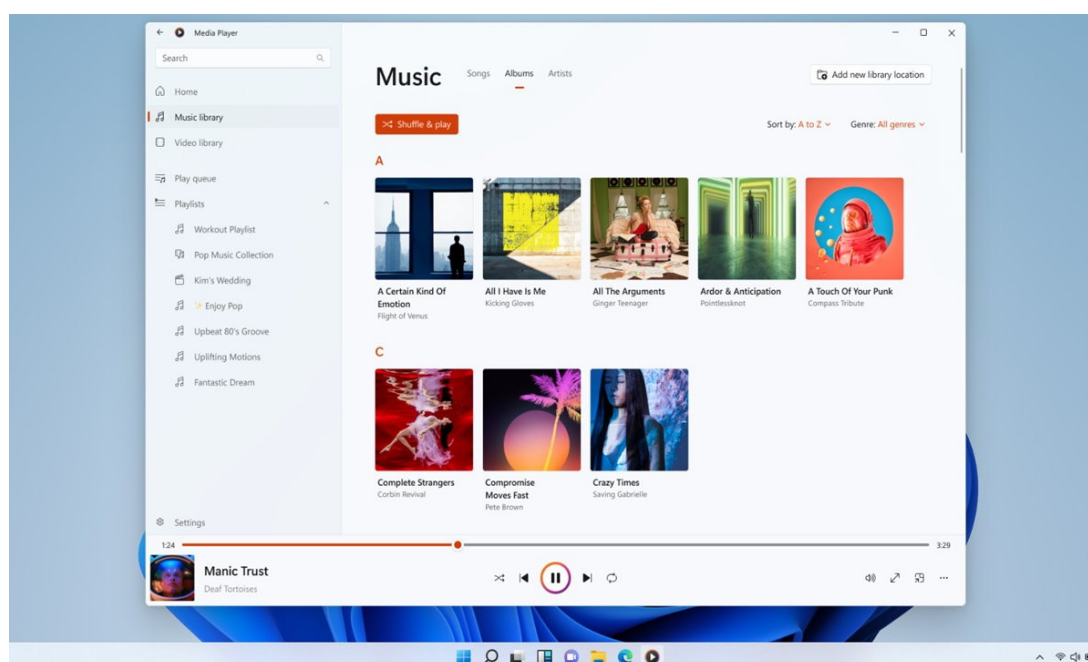 Media Player
Search
Home
Music library
Video library
Play queue
Playlists
Workout Playlist
Pop Music Collection
Kim's Wedding
✨ Enjoy Pop
Upbeat 80's Groove
Uplifting Motions
Fantastic Dream
Settings
Music
Songs Albums Artists
Add new library location
Shuffle & play
Sort by: A to Z
Genre: All genres
A
A Certain Kind Of
Emotion
Flight of Venus
All I Have Is Me
Kicking Gloves
All The Arguments
Ginger Teenager
Ardor & Anticipation
Pointlessknot
A Touch Of Your Punk
Compass Tribute
C
Complete Strangers
Corbin Revival
Compromise
Moves Fast
Pete Brown
Crazy Times
Saving Gabrielle
1:24
3:29
Manic Trust
Deaf Tortoises